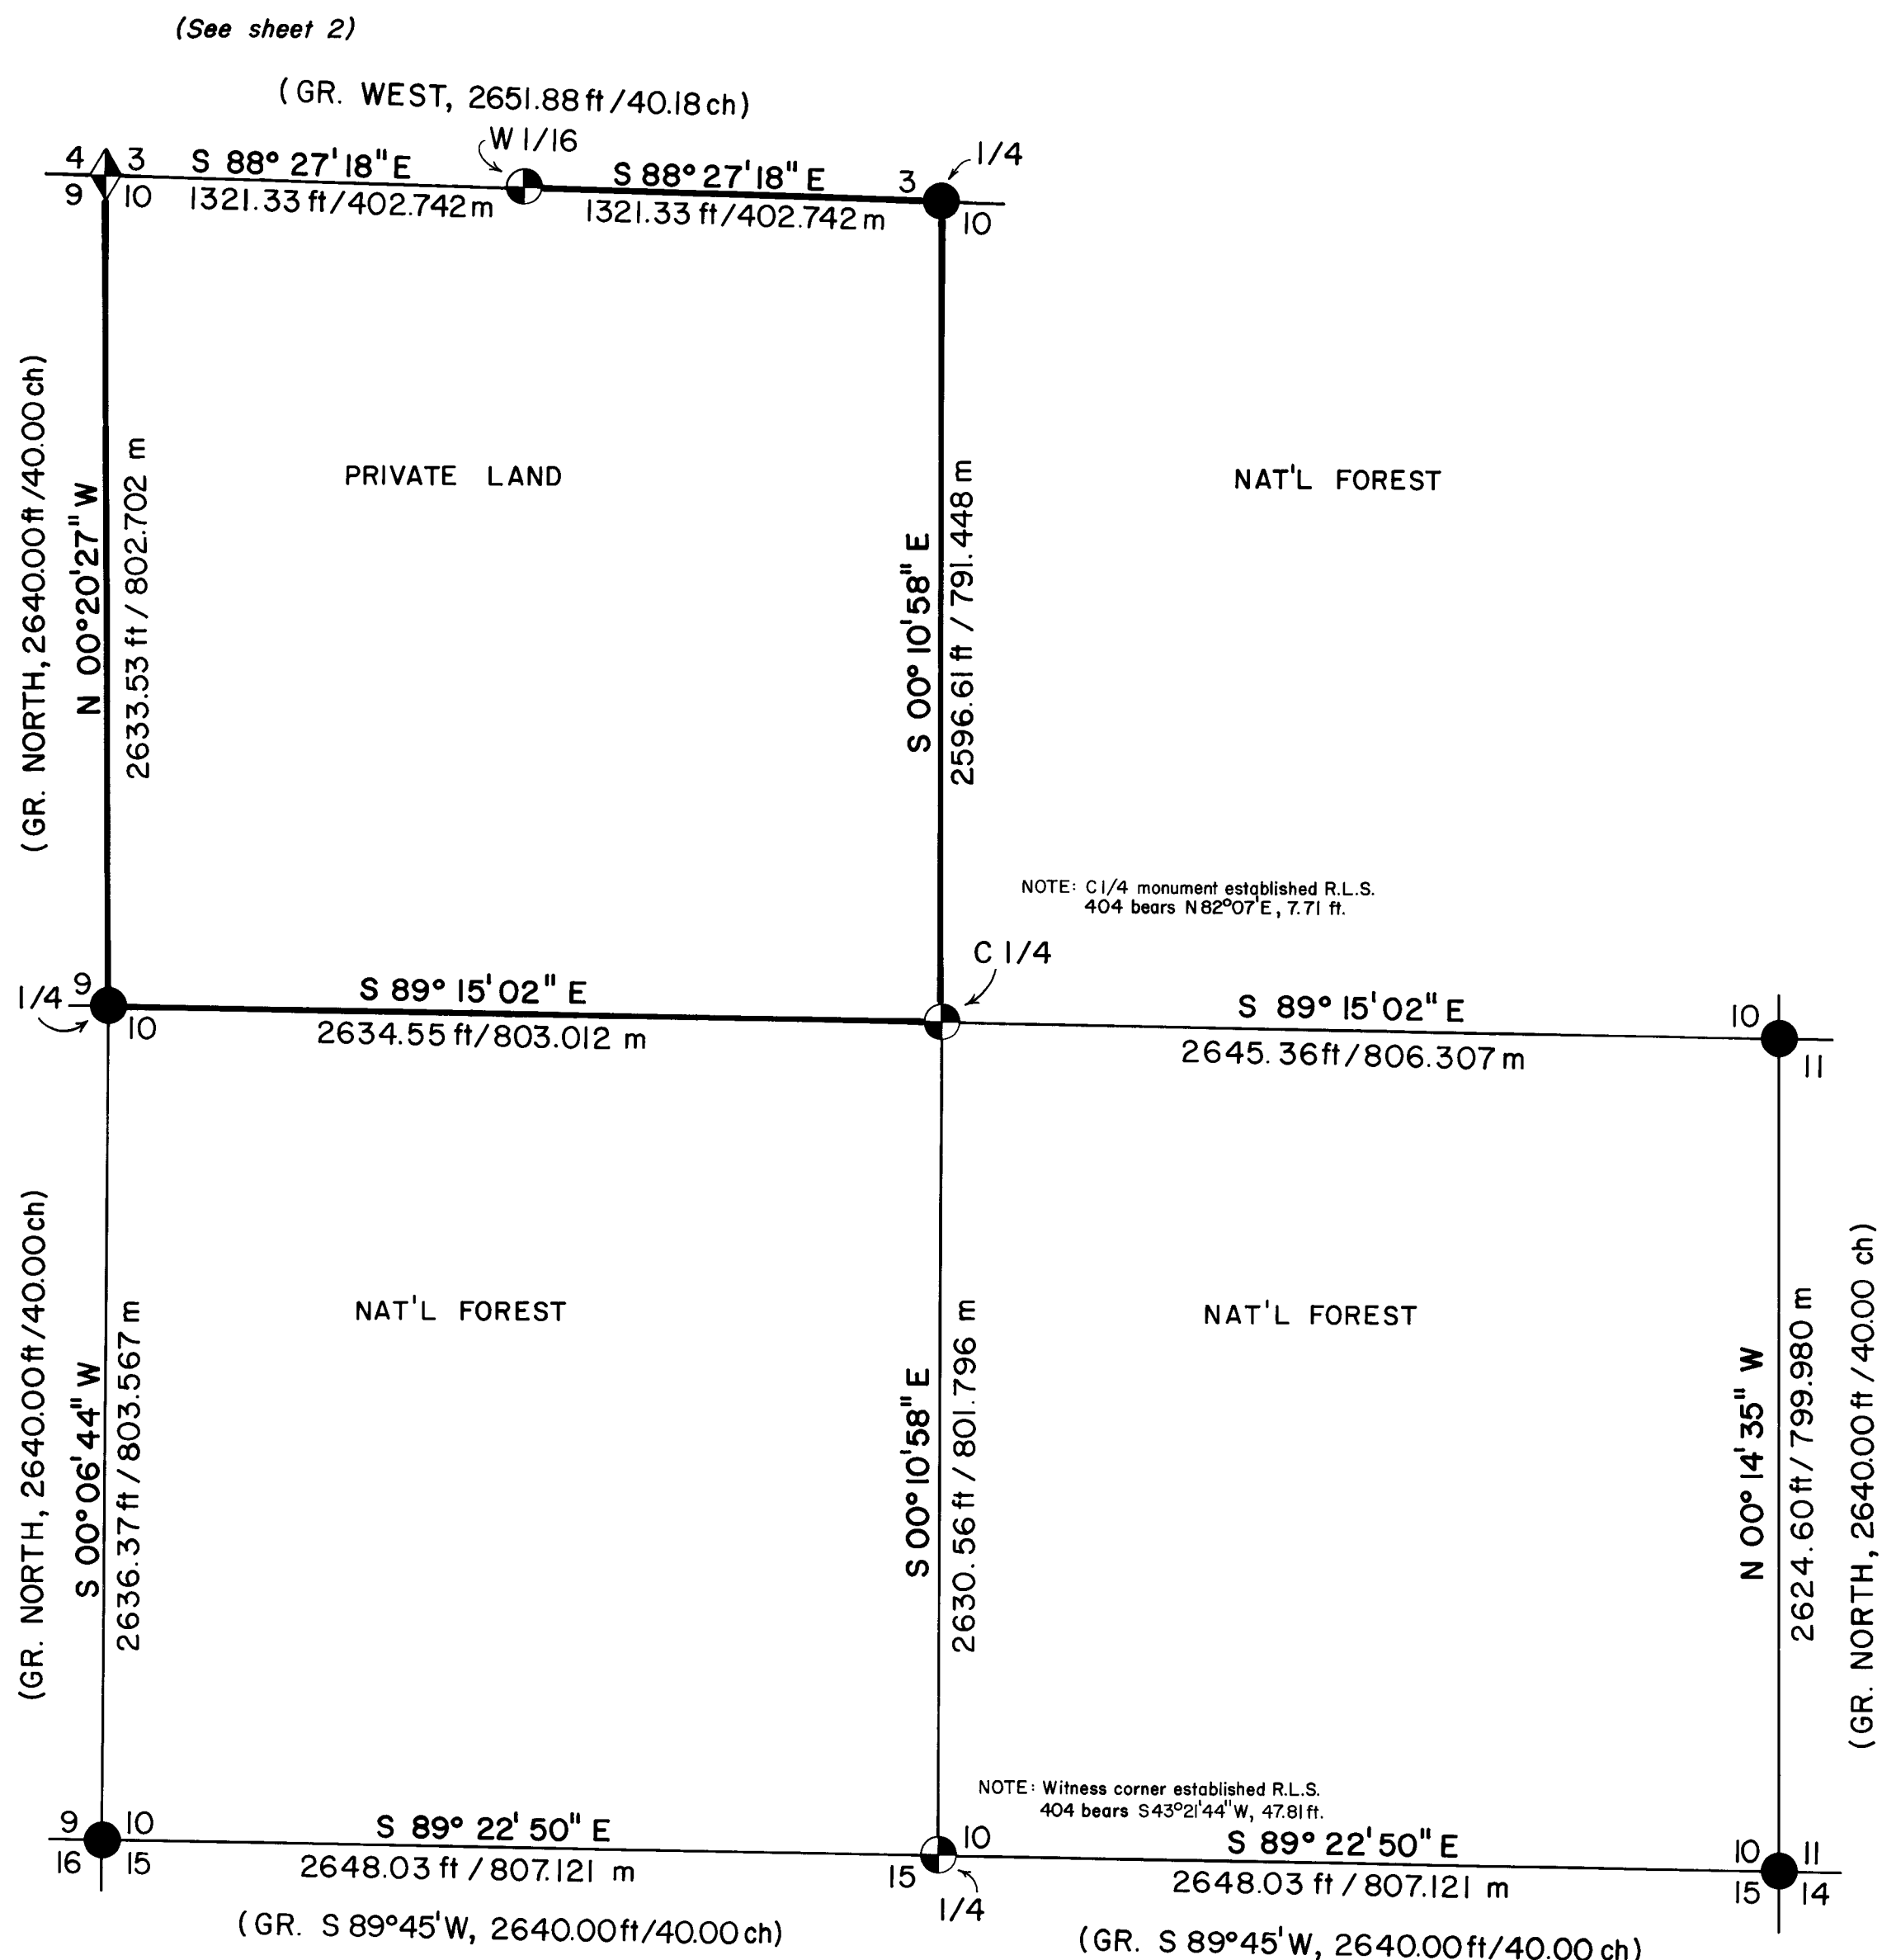 (See sheet 2)
(GR. WEST, 2651.88 ft/40.18 ch)
W 1/16
1/4
4 3
S 88° 27' 18" E
S 88° 27' 18" E
3
9 10
1321.33 ft/402.742 m
1321.33 ft/402.742 m
10
(GR. NORTH, 2640.00 ft/40.00 ch)
N 00° 20' 27" W
2633.53 ft / 802.702 m
PRIVATE LAND
S 00° 10' 58" E
2596.61 ft / 791.448 m
NAT'L FOREST
NOTE: C 1/4 monument established R.L.S.
404 bears N 82° 07' E, 7.71 ft.
C 1/4
9
1/4
10
S 89° 15' 02" E
2634.55 ft/803.012 m
S 89° 15' 02" E
2645.36 ft/806.307 m
10
11
(GR. NORTH, 2640.00 ft/40.00 ch)
S 00° 06' 44" W
2636.37 ft / 803.567 m
NAT'L FOREST
S 00° 10' 58" E
2630.56 ft / 801.796 m
NAT'L FOREST
N 00° 14' 35" W
2624.60 ft/ 799.980 m
(GR. NORTH, 2640.00 ft / 40.00 ch)
NOTE: Witness corner established R.L.S.
404 bears S 43° 21' 44" W, 47.81 ft.
9 10
S 89° 22' 50" E
10
S 89° 22' 50" E
10 11
16 15
2648.03 ft / 807.121 m
15
1/4
2648.03 ft / 807.121 m
15 14
(GR. S 89° 45' W, 2640.00 ft/40.00 ch)
(GR. S 89° 45' W, 2640.00 ft/40.00 ch)